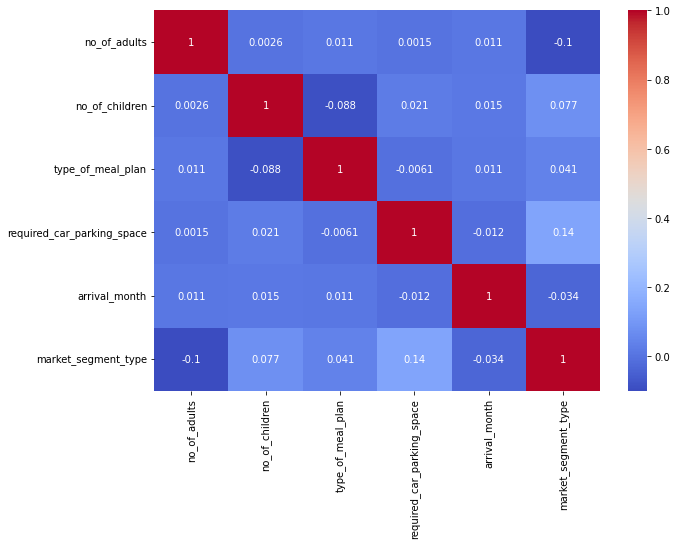 no_of_adults 1 0.0026 0.011 0.0015 0.011 -0.1
no_of_children 0.0026 1 -0.088 0.021 0.015 0.077
type_of_meal_plan 0.011 -0.088 1 -0.0061 0.011 0.041
required_car_parking_space 0.0015 0.021 -0.0061 1 -0.012 0.14
arrival_month 0.011 0.015 0.011 -0.012 1 -0.034
market_segment_type -0.1 0.077 0.041 0.14 -0.034 1
no_of_adults
no_of_children
type_of_meal_plan
required_car_parking_space
arrival_month
market_segment_type
1.0
0.8
0.6
0.4
0.2
0.0